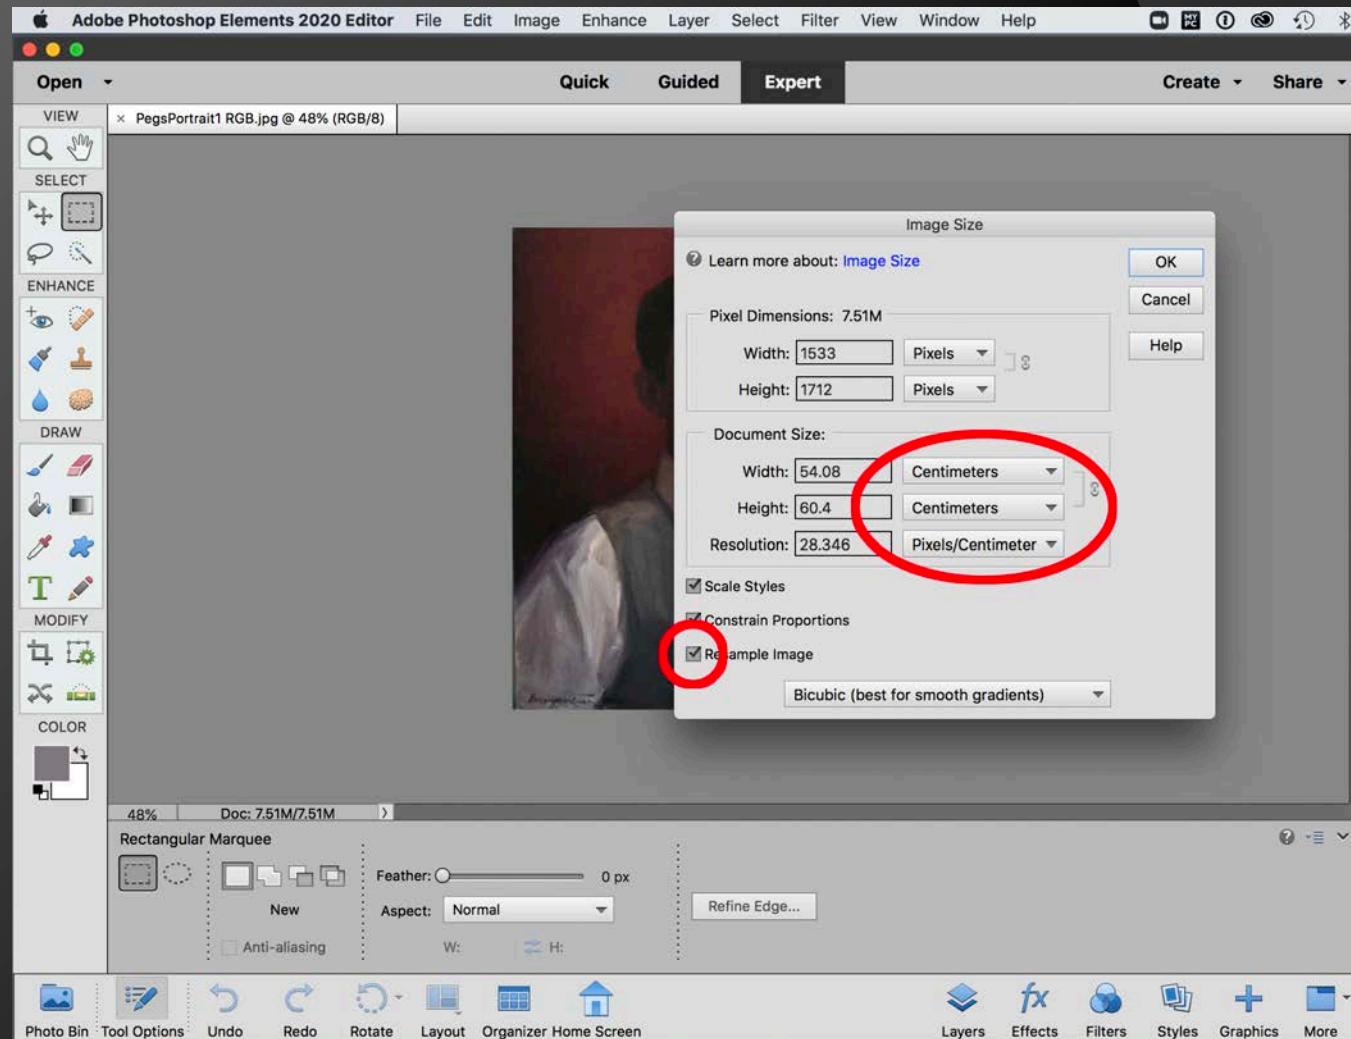 Adobe Photoshop Elements 2020 Editor File Edit Image Enhance Layer Select Filter View Window Help
Open Quick Guided Expert Create Share
VIEW
× PegsPortrait1 RGB.jpg @ 48% (RGB/8)
SELECT
ENHANCE
DRAW
T
MODIFY
COLOR
Image Size
Learn more about: Image Size
OK
Cancel
Help
Pixel Dimensions: 7.51M
Width: 1533 Pixels
Height: 1712 Pixels
Document Size:
Width: 54.08 Centimeters
Height: 60.4 Centimeters
Resolution: 28.346 Pixels/Centimeter
Scale Styles
Constrain Proportions
Resample Image
Bicubic (best for smooth gradients)
48% Doc: 7.51M/7.51M
Rectangular Marquee
Feather: 0 px
New
Aspect: Normal
Refine Edge...
Anti-aliasing
W: H:
Photo Bin Tool Options Undo Redo Rotate Layout Organizer Home Screen Layers Effects Filters Styles Graphics More